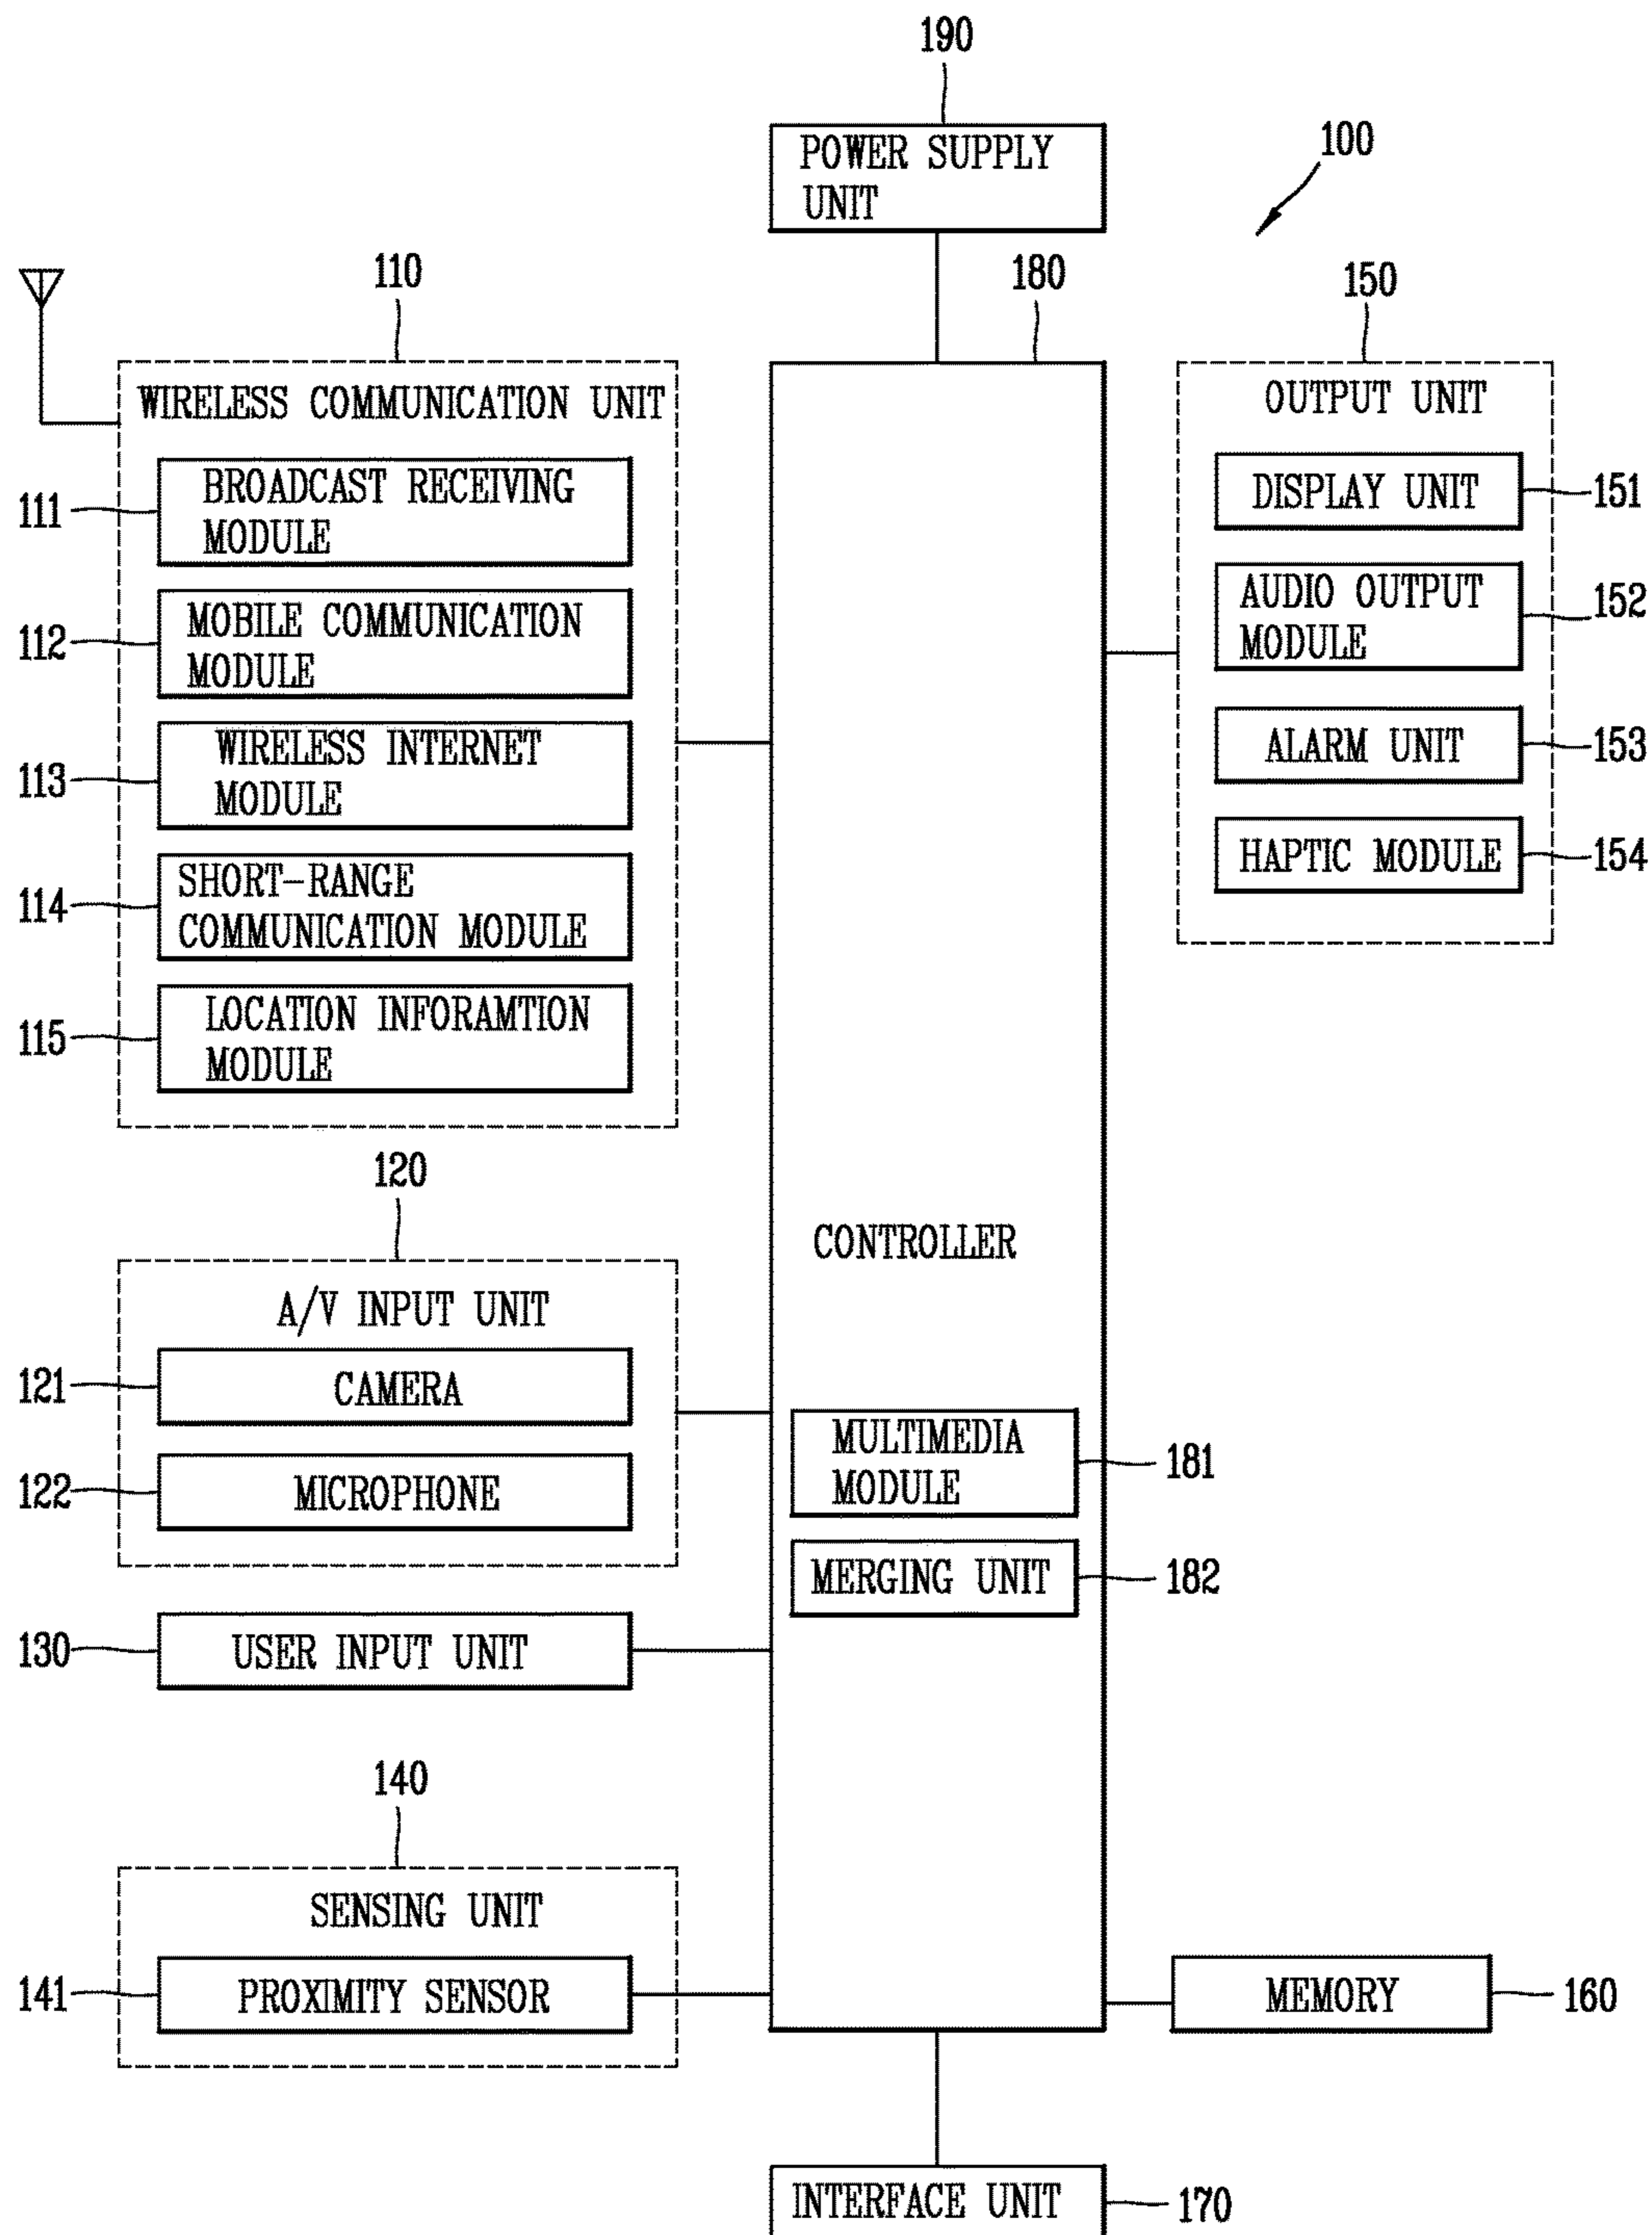 190
POWER SUPPLY
UNIT
100
110
180
150
WIRELESS COMMUNICATION UNIT
111
BROADCAST RECEIVING
MODULE
112
MOBILE COMMUNICATION
MODULE
113
WIRELESS INTERNET
MODULE
114
SHORT-RANGE
COMMUNICATION MODULE
115
LOCATION INFORAMTION
MODULE
OUTPUT UNIT
DISPLAY UNIT
151
AUDIO OUTPUT
MODULE
152
ALARM UNIT
153
HAPTIC MODULE
154
120
A/V INPUT UNIT
121
CAMERA
122
MICROPHONE
CONTROLLER
MULTIMEDIA
MODULE
181
MERGING UNIT
182
130
USER INPUT UNIT
140
SENSING UNIT
141
PROXIMITY SENSOR
MEMORY
160
INTERFACE UNIT
170